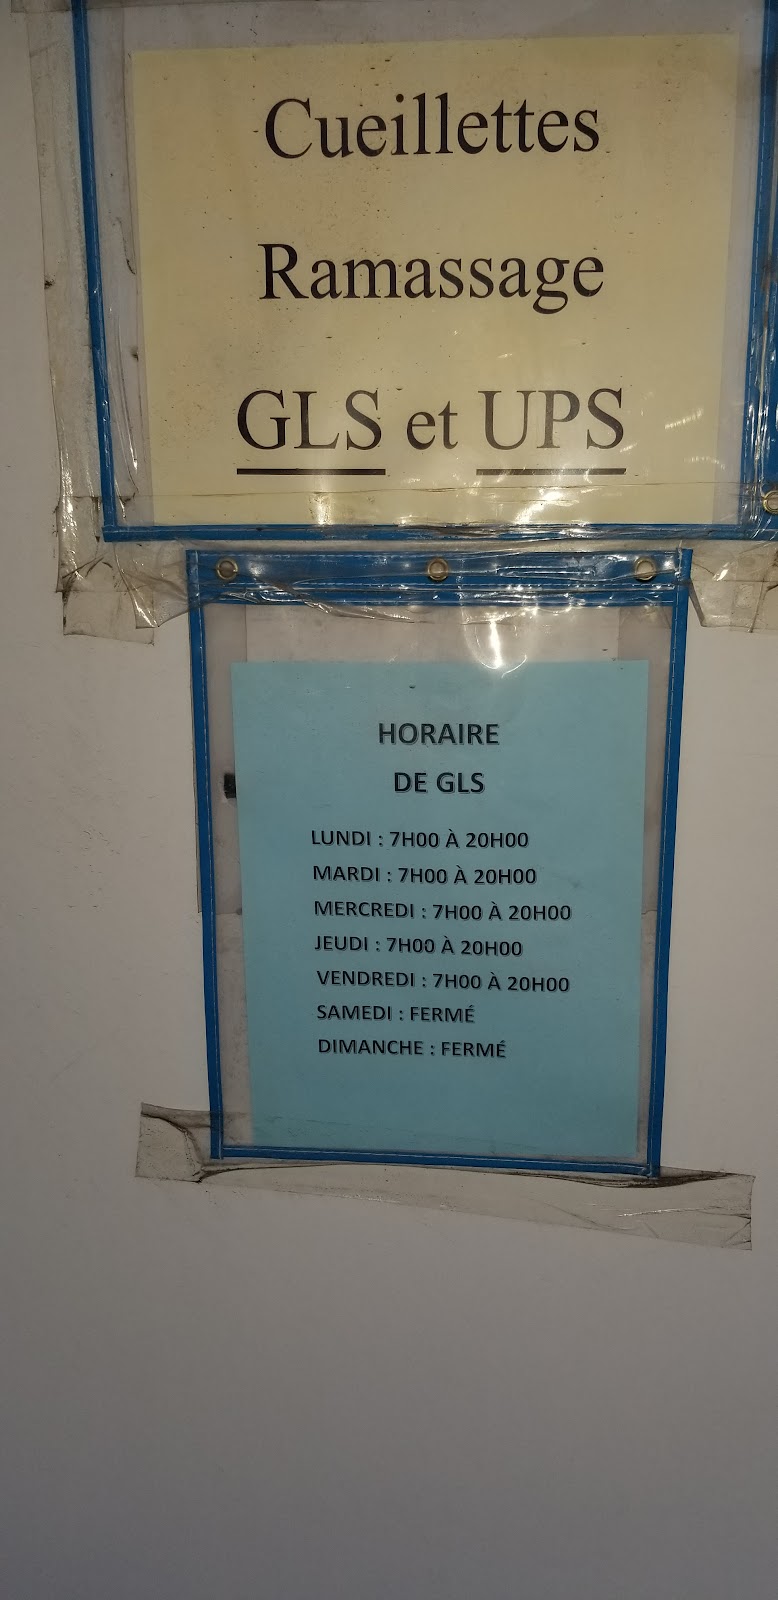 Cueillettes
Ramassage
GLS et UPS
HORAIRE
DE GLS
LUNDI : 7H00 À 20H00
MARDI : 7H00 À 20H00
MERCREDI : 7H00 À 20H00
JEUDI : 7H00 À 20H00
VENDREDI : 7H00 À 20H00
SAMEDI : FERMÉ
DIMANCHE : FERMÉ